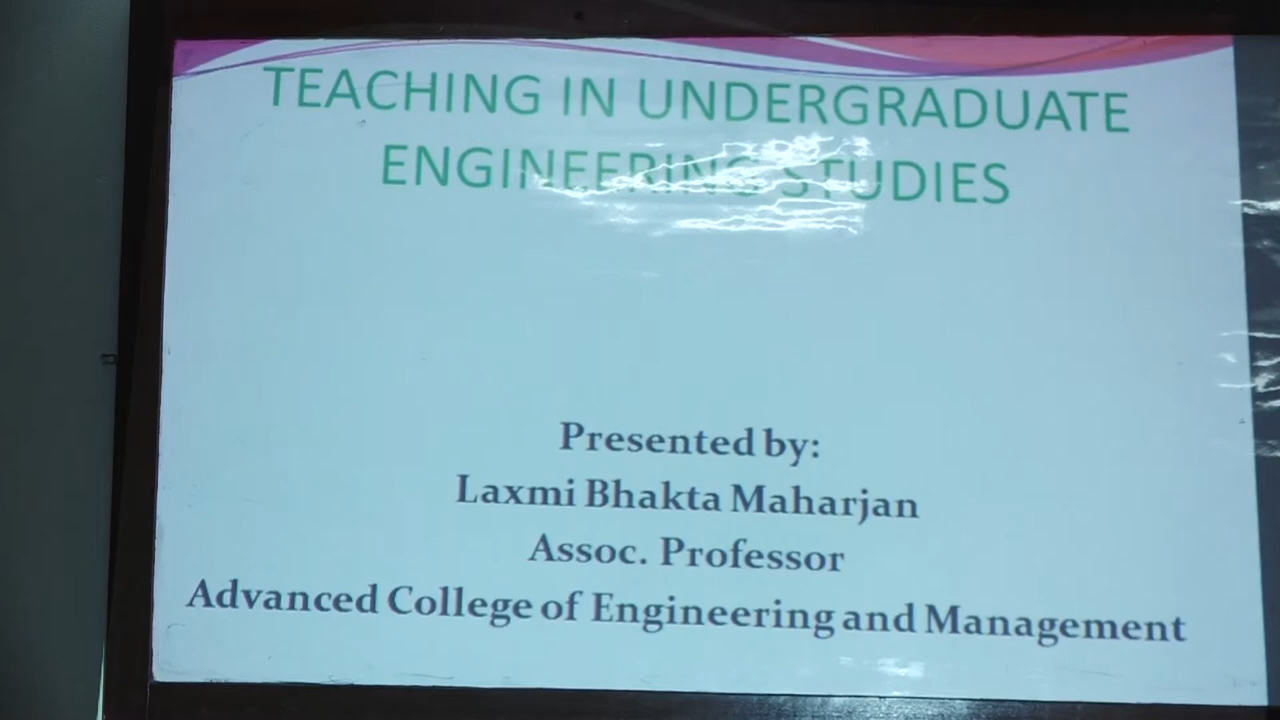 TEACHING IN UNDERGRADUATE
ENGINEERING STUDIES
Presented by:
Laxmi Bhakta Maharjan
Assoc. Professor
Advanced College of Engineering and Management